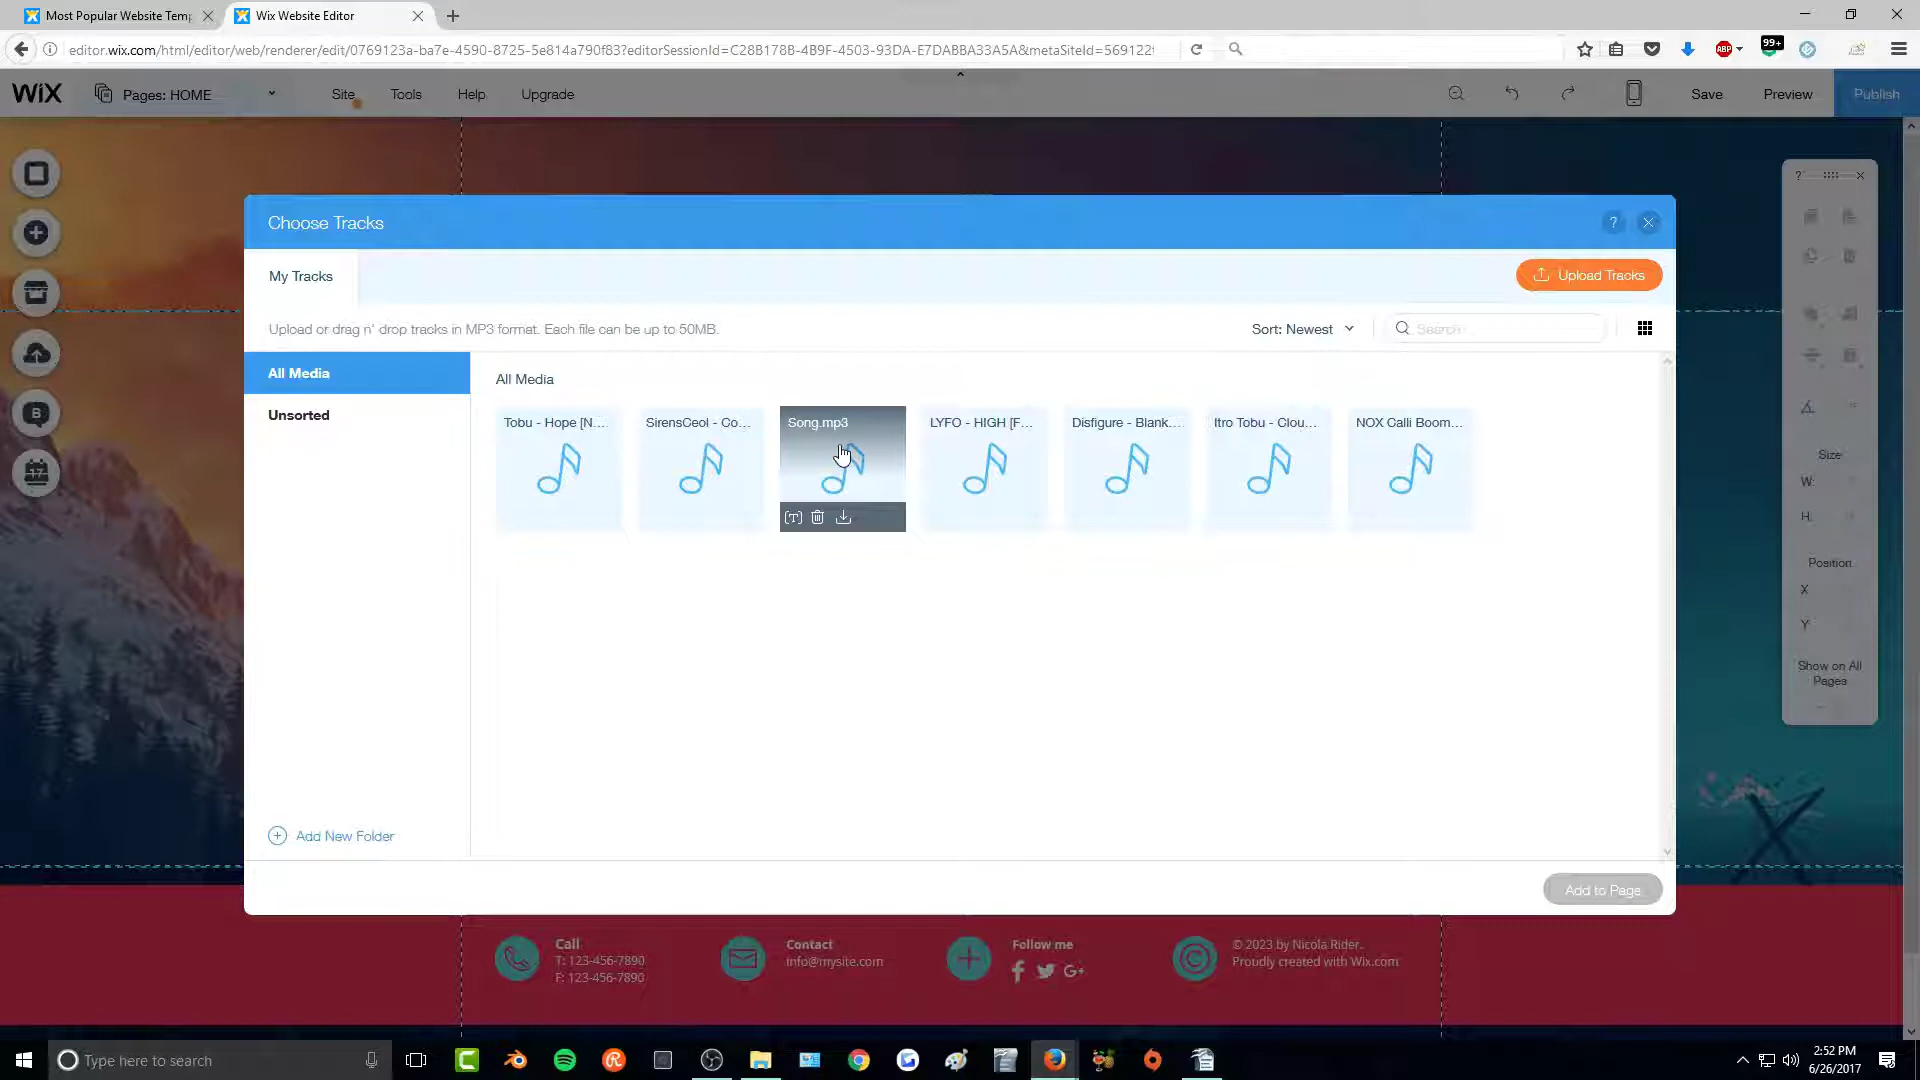 Most Popular Website Temp
Wix Website Editor
editor.wix.com/html/editor/web/renderer/edit/0769123a-ba7e-4590-8725-5e814a790f83?editorSessionId=C28B178B-4B9F-4503-93DA-E7DABBA33A5A&metaSiteId=569122
ABP
99+
WiX
Pages: HOME
Site
Tools
Help
Upgrade
Save
Preview
Publish
Choose Tracks
?
My Tracks
Upload Tracks
Upload or drag n' drop tracks in MP3 format. Each file can be up to 50MB.
Sort: Newest
Search...
All Media
Unsorted
All Media
Tobu - Hope [N...
SirensCeol - Co...
Song.mp3
LYFO - HIGH [F...
Disfigure - Blank....
Itro Tobu - Clou...
NOX Calli Boom...
Add New Folder
Add to Page
?
Size
W:
H:
Position
X
Y:
Show on All
Pages
B
17
Call
T: 123-456-7890
F: 123-456-7890
Contact
info@mysite.com
Follow me
© 2023 by Nicola Rider.
Proudly created with Wix.com
Type here to search
2:52 PM
6/26/2017